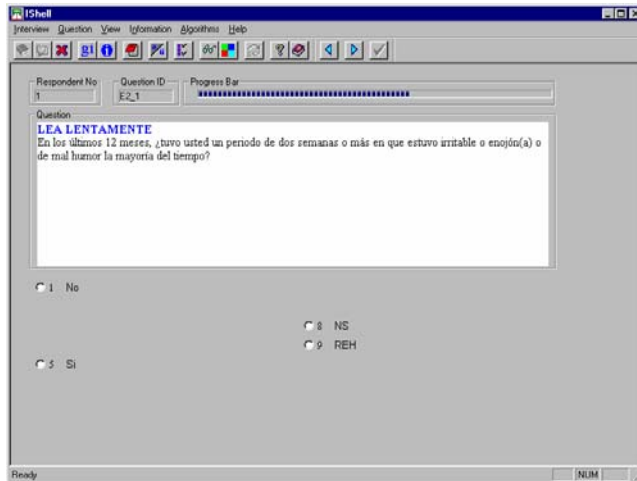 IShell
Interview Question View Information Algorithms Help
Respondent No
Question ID
Progress Bar
1
E2_1
Question
LEA LENTAMENTE
En los últimos 12 meses, ¿tuvo usted un periodo de dos semanas o más en que estuvo irritable o enojón(a) o
de mal humor la mayoría del tiempo?
1 No
8 NS
9 REH
5 Si
Ready
NUM